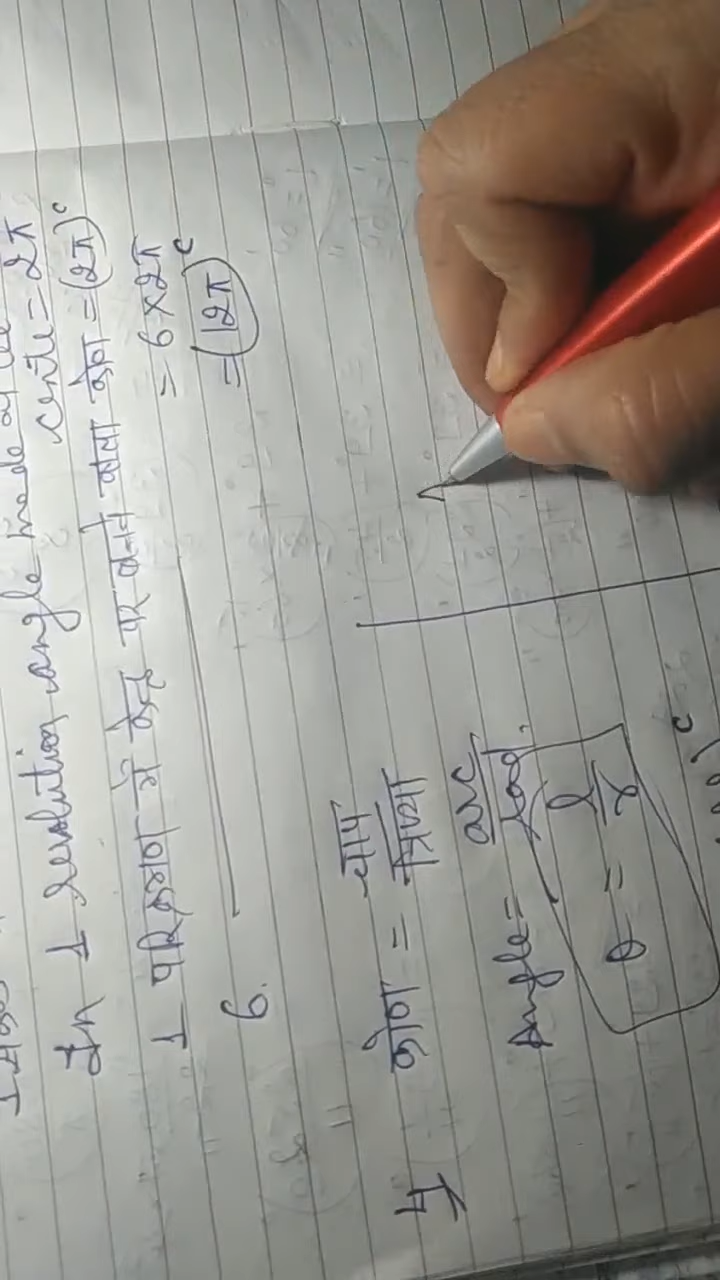 In 1 revolution angle made at the
centre = 2π
1 परिक्रमण में केन्द्र पर बनने वाला कोण = (2π)ᶜ
6. = 6 × 2π
= (12π)ᶜ
4 कोण = चाप / त्रिज्या
Angle = arc / rad.
θ = l / r